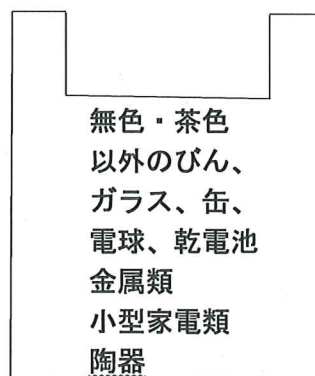 無色・茶色
以外のびん、
ガラス、缶、
電球、乾電池
金属類
小型家電類
陶器